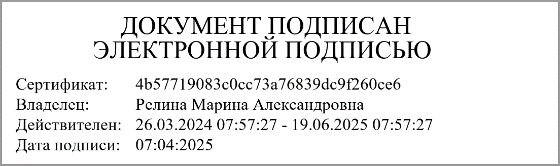 ДОКУМЕНТ ПОДПИСАН
ЭЛЕКТРОННОЙ ПОДПИСЬЮ
Сертификат: 4b57719083c0cc73a76839dc9f260ce6
Владелец: Релина Марина Александровна
Действителен: 26.03.2024 07:57:27 - 19.06.2025 07:57:27
Дата подписи: 07:04:2025